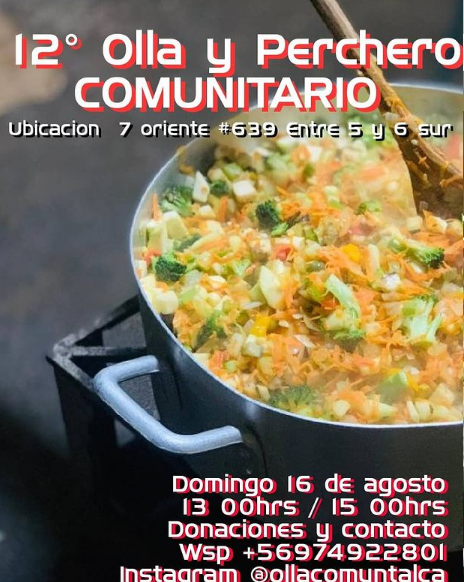 12° Olla y Perchero
COMUNITARIO
Ubicacion 7 oriente #639 Entre 5 y 6 sur
Domingo 16 de agosto
13 00hrs / 15 00hrs
Donaciones y contacto
Wsp +56974922801
Instagram @ollacomuntalca